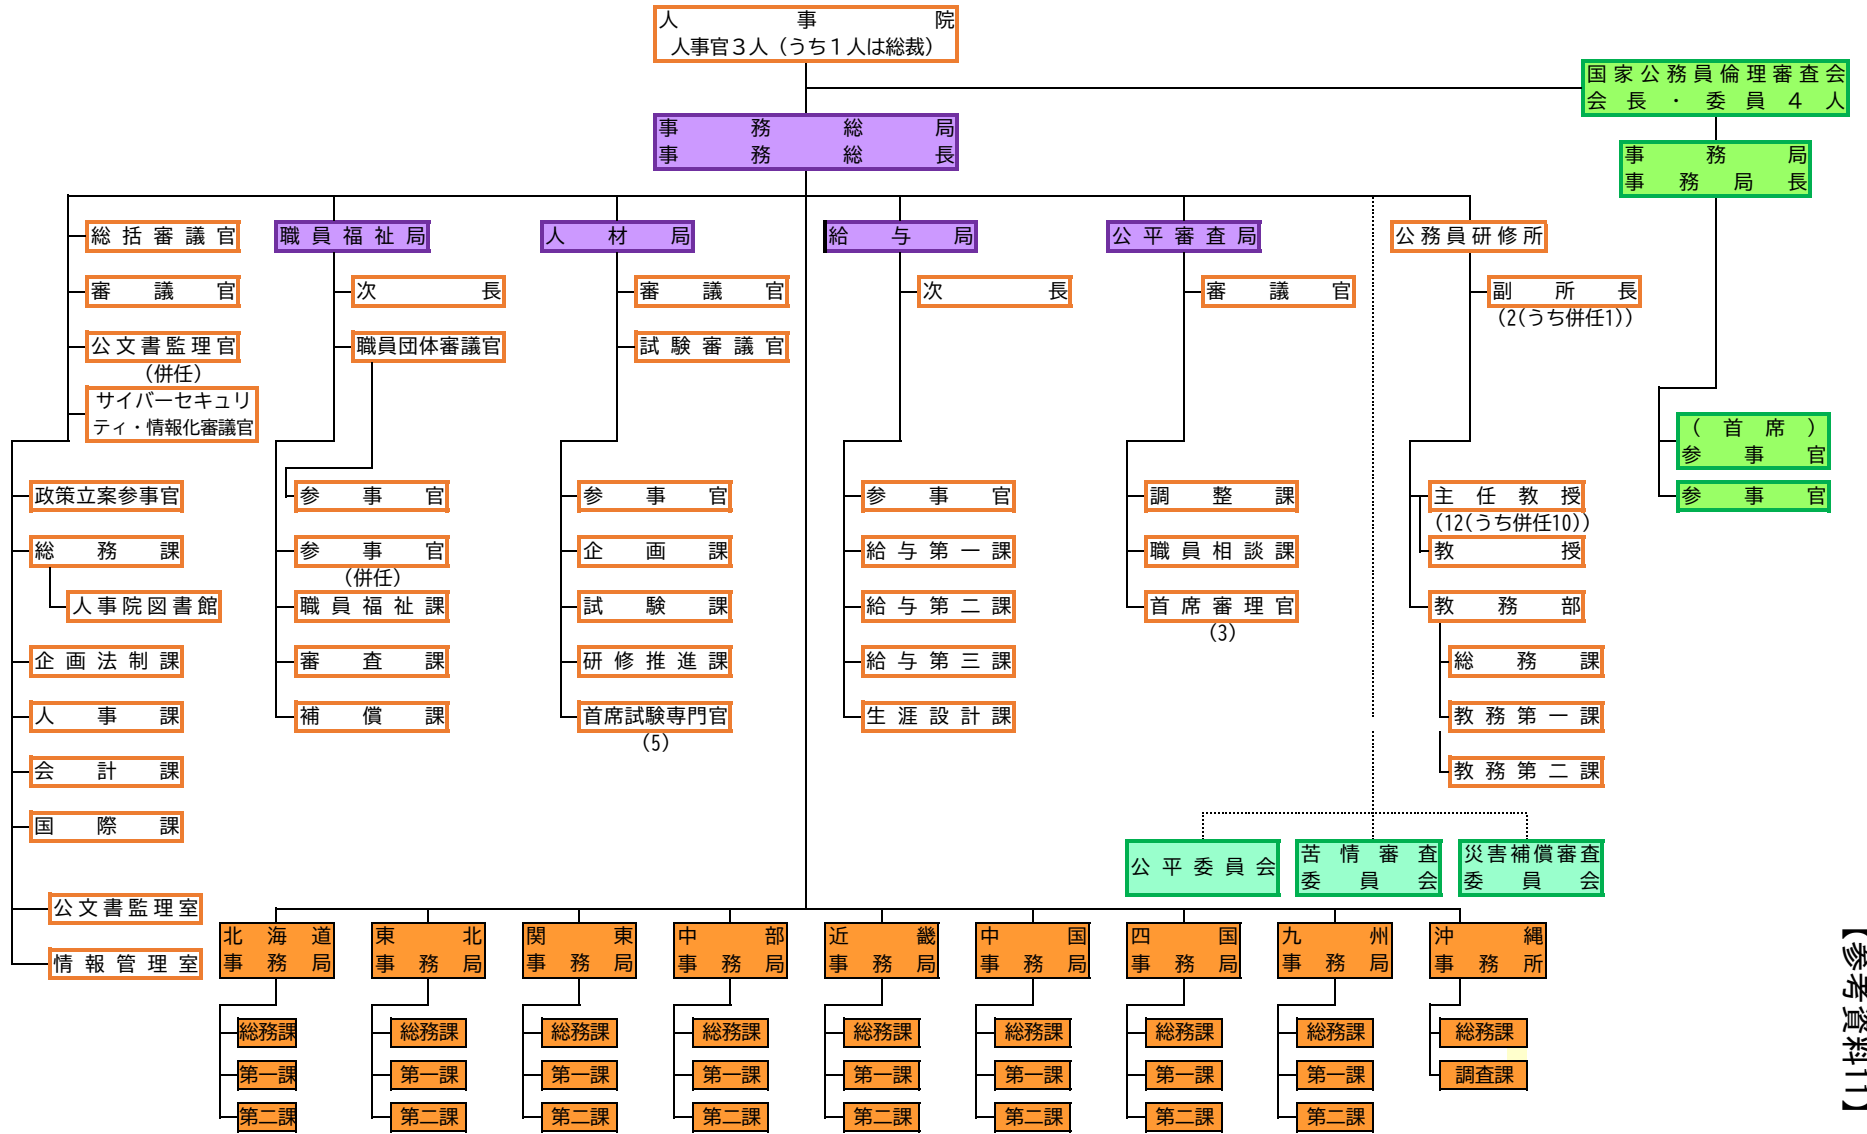 人事院
人事官３人（うち１人は総裁）
国家公務員倫理審査会
会長・委員４人
事務総局
事務総長
事務局
事務局長
総括審議官
職員福祉局
人材局
給与局
公平審査局
公務員研修所
審議官
次長
審議官
次長
審議官
副所長
(2(うち併任1))
公文書監理官
（併任）
職員団体審議官
試験審議官
サイバーセキュリ
ティ・情報化審議官
（首席）
参事官
参事官
政策立案参事官
参事官
参事官
参事官
調整課
主任教授
(12(うち併任10))
総務課
参事官
（併任）
企画課
給与第一課
職員相談課
教授
人事院図書館
職員福祉課
試験課
給与第二課
首席審理官
(3)
教務部
企画法制課
審査課
研修推進課
給与第三課
総務課
人事課
補償課
首席試験専門官
(5)
生涯設計課
教務第一課
会計課
教務第二課
国際課
公平委員会
苦情審査
委員会
災害補償審査
委員会
公文書監理室
情報管理室
北海道
事務局
東北
事務局
関東
事務局
中部
事務局
近畿
事務局
中国
事務局
四国
事務局
九州
事務局
沖縄
事務所
総務課
総務課
総務課
総務課
総務課
総務課
総務課
総務課
総務課
第一課
第一課
第一課
第一課
第一課
第一課
第一課
第一課
調査課
第二課
第二課
第二課
第二課
第二課
第二課
第二課
第二課
【参考資料11】